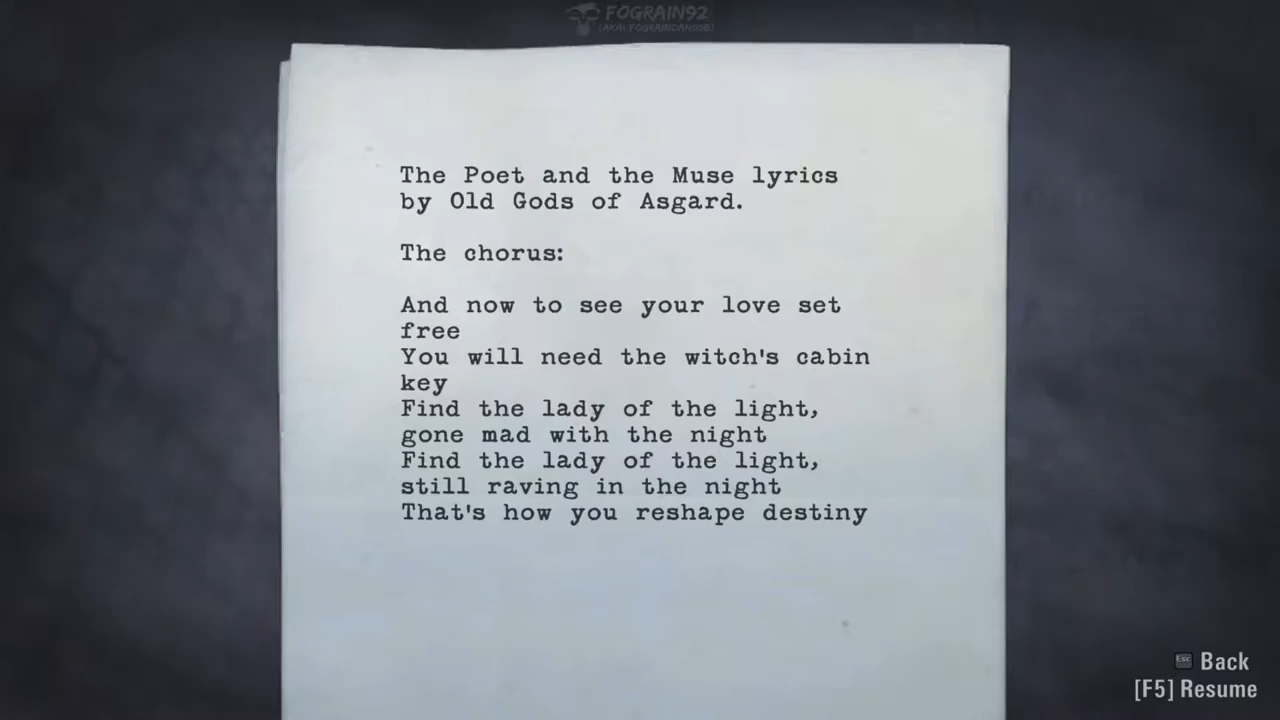 FOGRAIN92
(AKA: FOGRAINDANSOB)
The Poet and the Muse lyrics
by Old Gods of Asgard.
The chorus:
And now to see your love set
free
You will need the witch's cabin
key
Find the lady of the light,
gone mad with the night
Find the lady of the light,
still raving in the night
That's how you reshape destiny
Esc Back
[F5] Resume